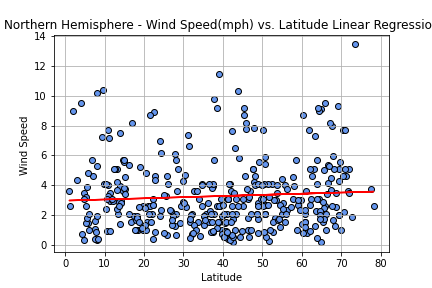 Northern Hemisphere - Wind Speed(mph) vs. Latitude Linear Regressio
14
12
10
8
6
4
2
0
Wind Speed
0 10 20 30 40 50 60 70 80
Latitude